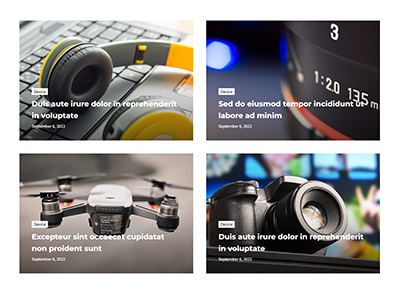 Device
Duis aute irure dolor in reprehenderit
in voluptate
September 6, 2022
3
1:2.0 135m
Device
Sed do eiusmod tempor incididunt ut
labore ad minim
September 6, 2022
Device
Excepteur sint occaecat cupidatat
non proident sunt
September 6, 2022
Device
Duis aute irure dolor in reprehenderit
in voluptate
September 6, 2022